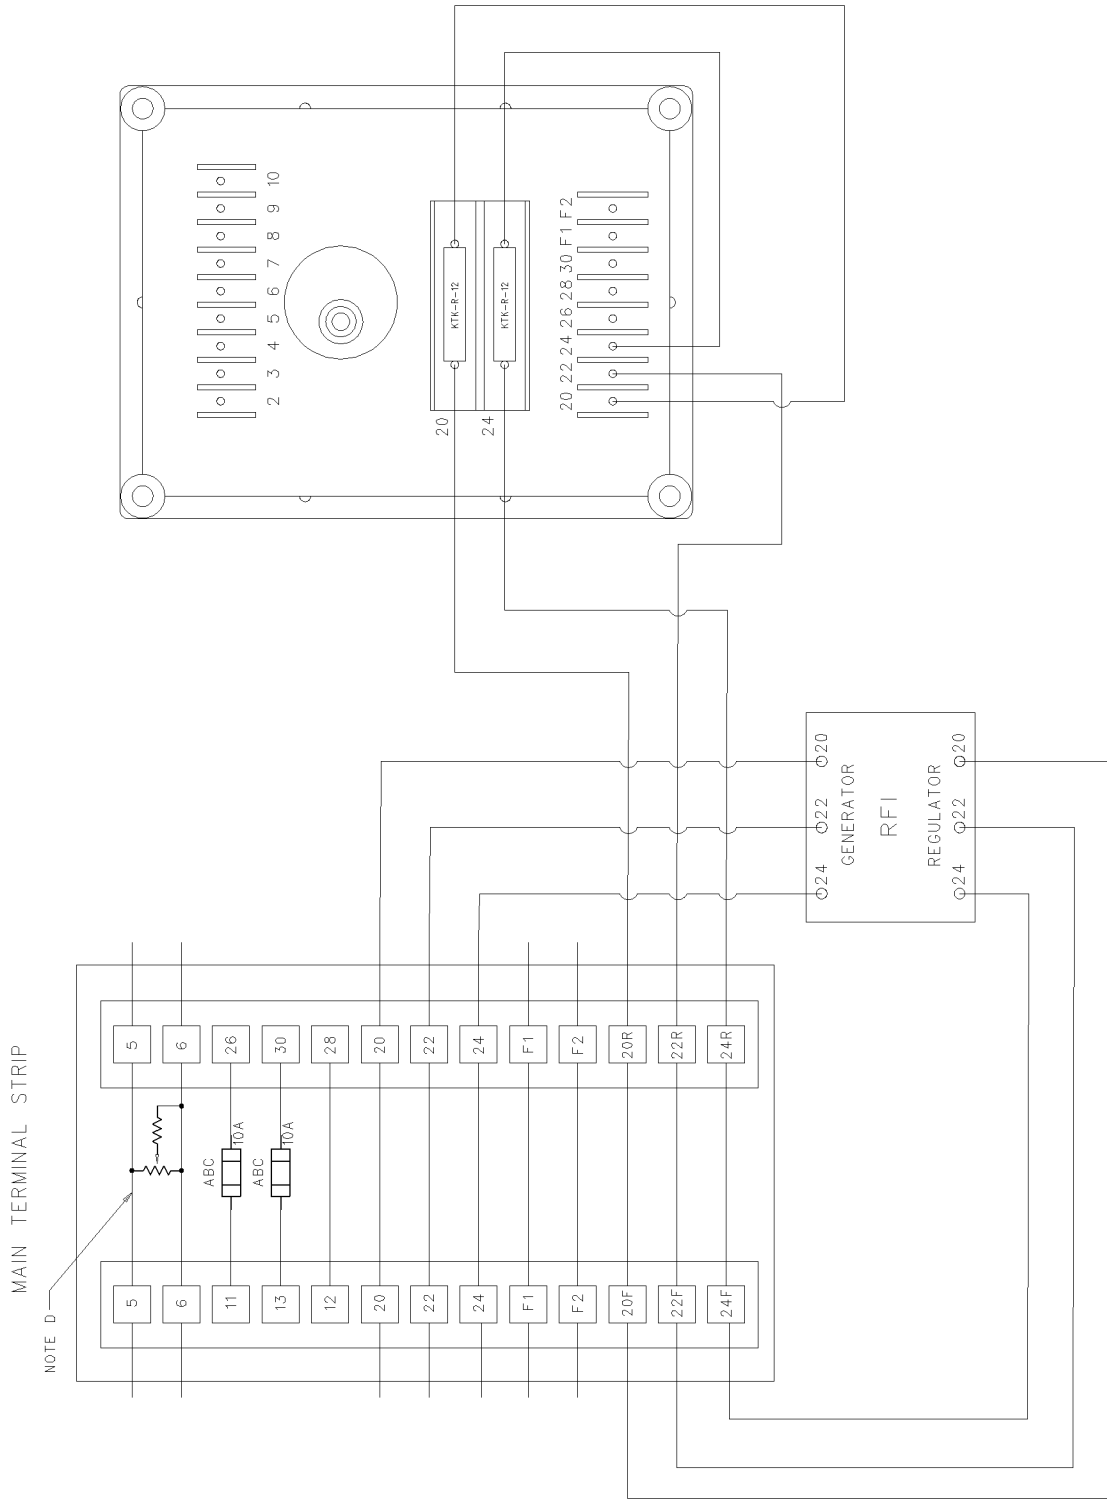 MAIN TERMINAL STRIP
NOTE D
5 6 11 13 12 20 22 24 F1 F2 20F 22F 24F
ABC
10A
ABC
10A
5 6 26 30 28 20 22 24 F1 F2 20R 22R 24R
24 22 20
GENERATOR
RFI
REGULATOR
24 22 20
2 3 4 5 6 7 8 9 10
20
KTK-R-12
24
KTK-R-12
20 22 24 26 28 30 F1 F2